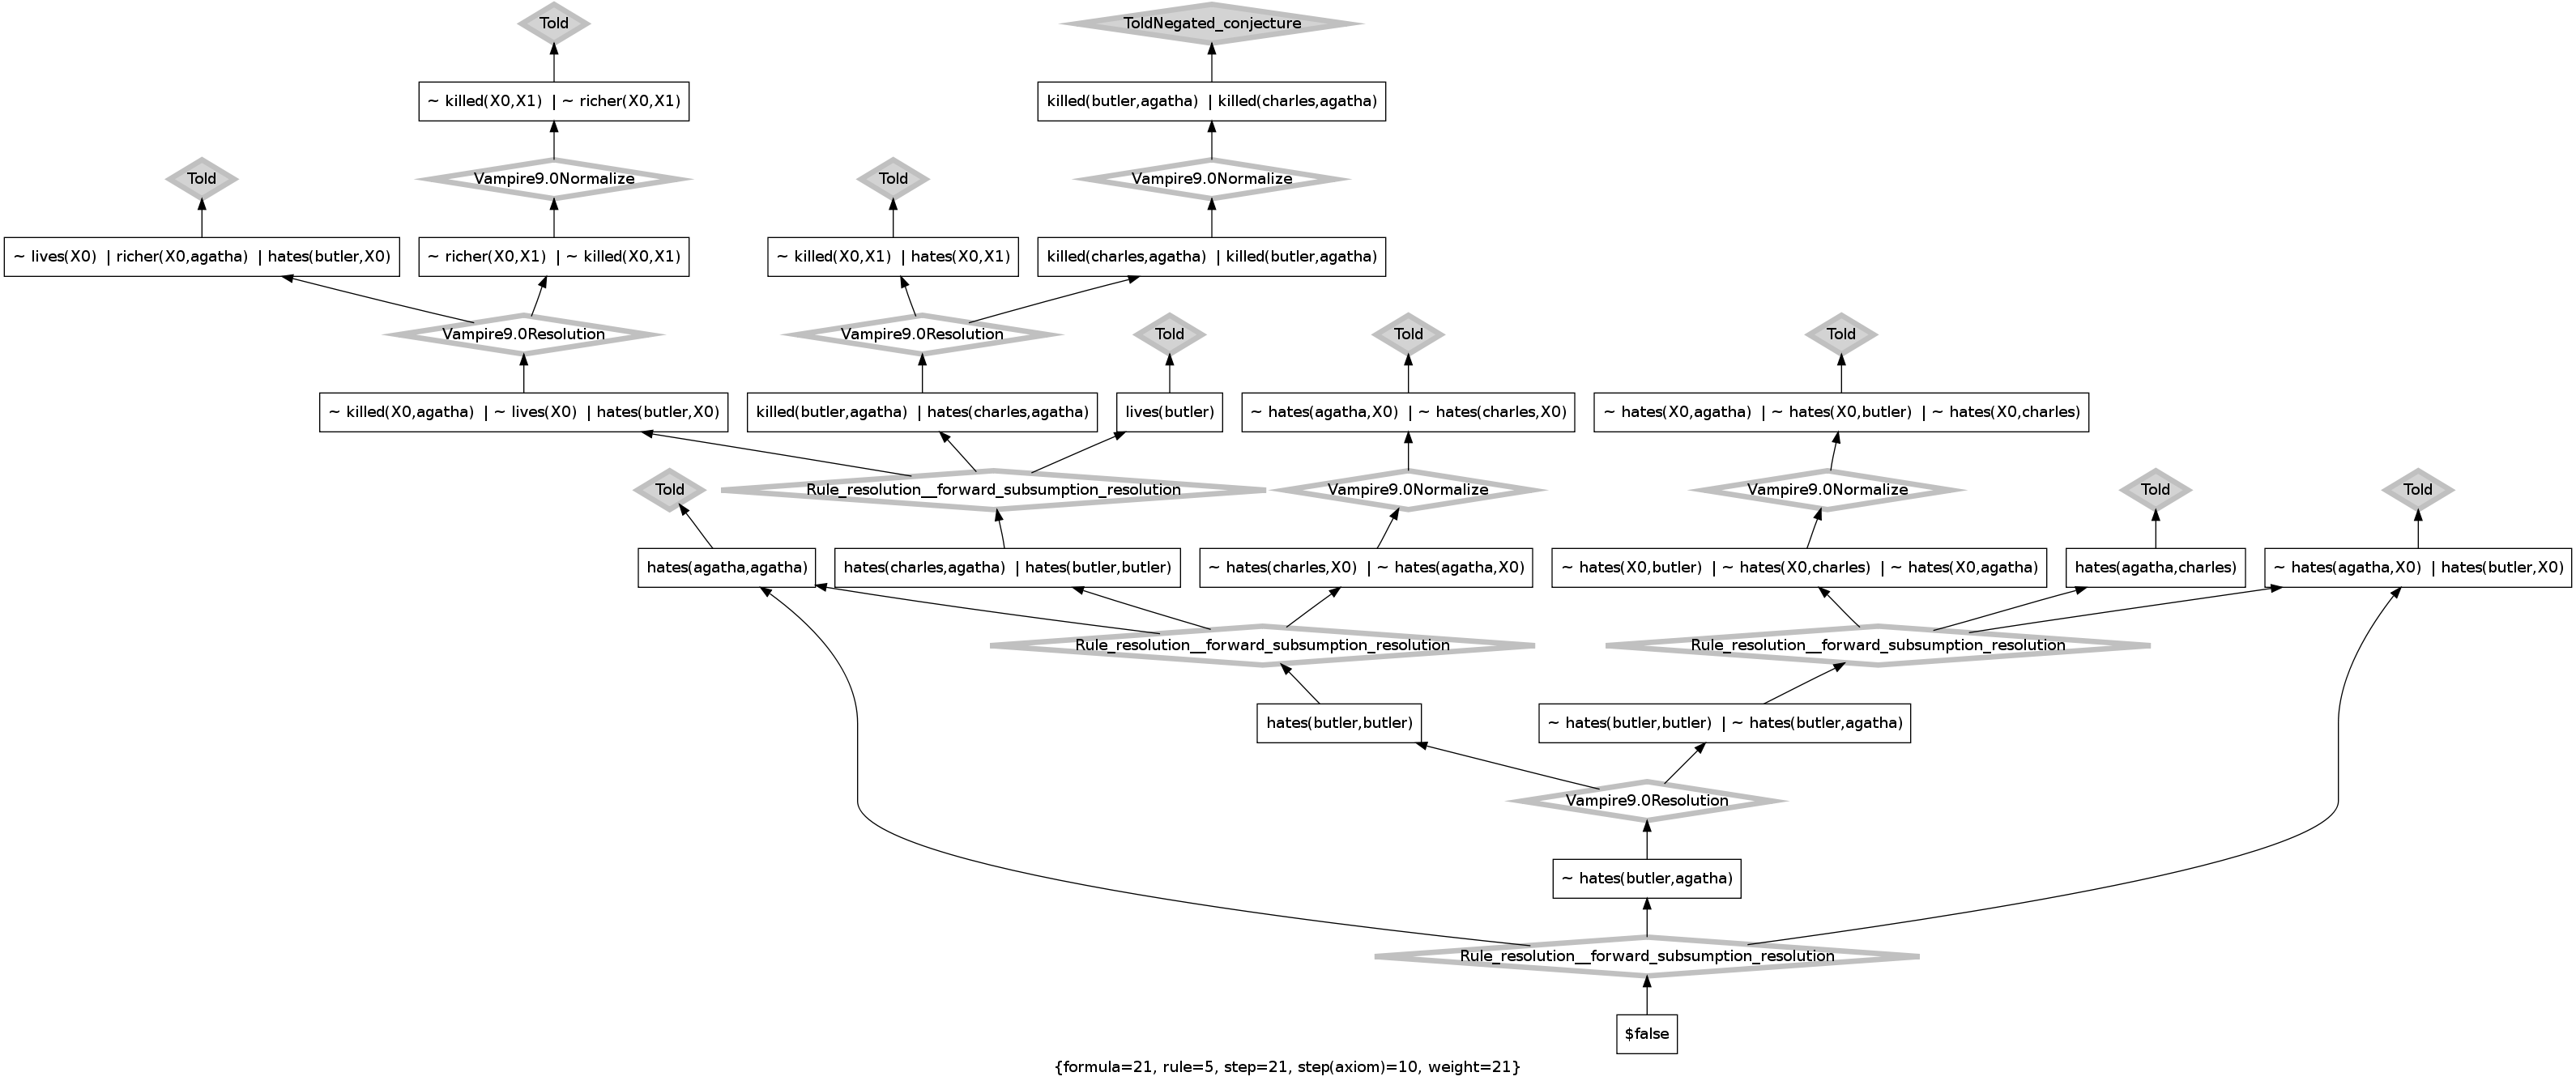 Told
ToldNegated_conjecture
~ killed(X0,X1) | ~ richer(X0,X1)
killed(butler,agatha) | killed(charles,agatha)
Told
Vampire9.0Normalize
Told
Vampire9.0Normalize
~ lives(X0) | richer(X0,agatha) | hates(butler,X0)
~ richer(X0,X1) | ~ killed(X0,X1)
~ killed(X0,X1) | hates(X0,X1)
killed(charles,agatha) | killed(butler,agatha)
Vampire9.0Resolution
Vampire9.0Resolution
Told
Told
Told
~ killed(X0,agatha) | ~ lives(X0) | hates(butler,X0)
killed(butler,agatha) | hates(charles,agatha)
lives(butler)
~ hates(agatha,X0) | ~ hates(charles,X0)
~ hates(X0,agatha) | ~ hates(X0,butler) | ~ hates(X0,charles)
Told
Rule_resolution__forward_subsumption_resolution
Vampire9.0Normalize
Vampire9.0Normalize
Told
Told
hates(agatha,agatha)
hates(charles,agatha) | hates(butler,butler)
~ hates(charles,X0) | ~ hates(agatha,X0)
~ hates(X0,butler) | ~ hates(X0,charles) | ~ hates(X0,agatha)
hates(agatha,charles)
~ hates(agatha,X0) | hates(butler,X0)
Rule_resolution__forward_subsumption_resolution
Rule_resolution__forward_subsumption_resolution
hates(butler,butler)
~ hates(butler,butler) | ~ hates(butler,agatha)
Vampire9.0Resolution
~ hates(butler,agatha)
Rule_resolution__forward_subsumption_resolution
$false
{formula=21, rule=5, step=21, step(axiom)=10, weight=21}